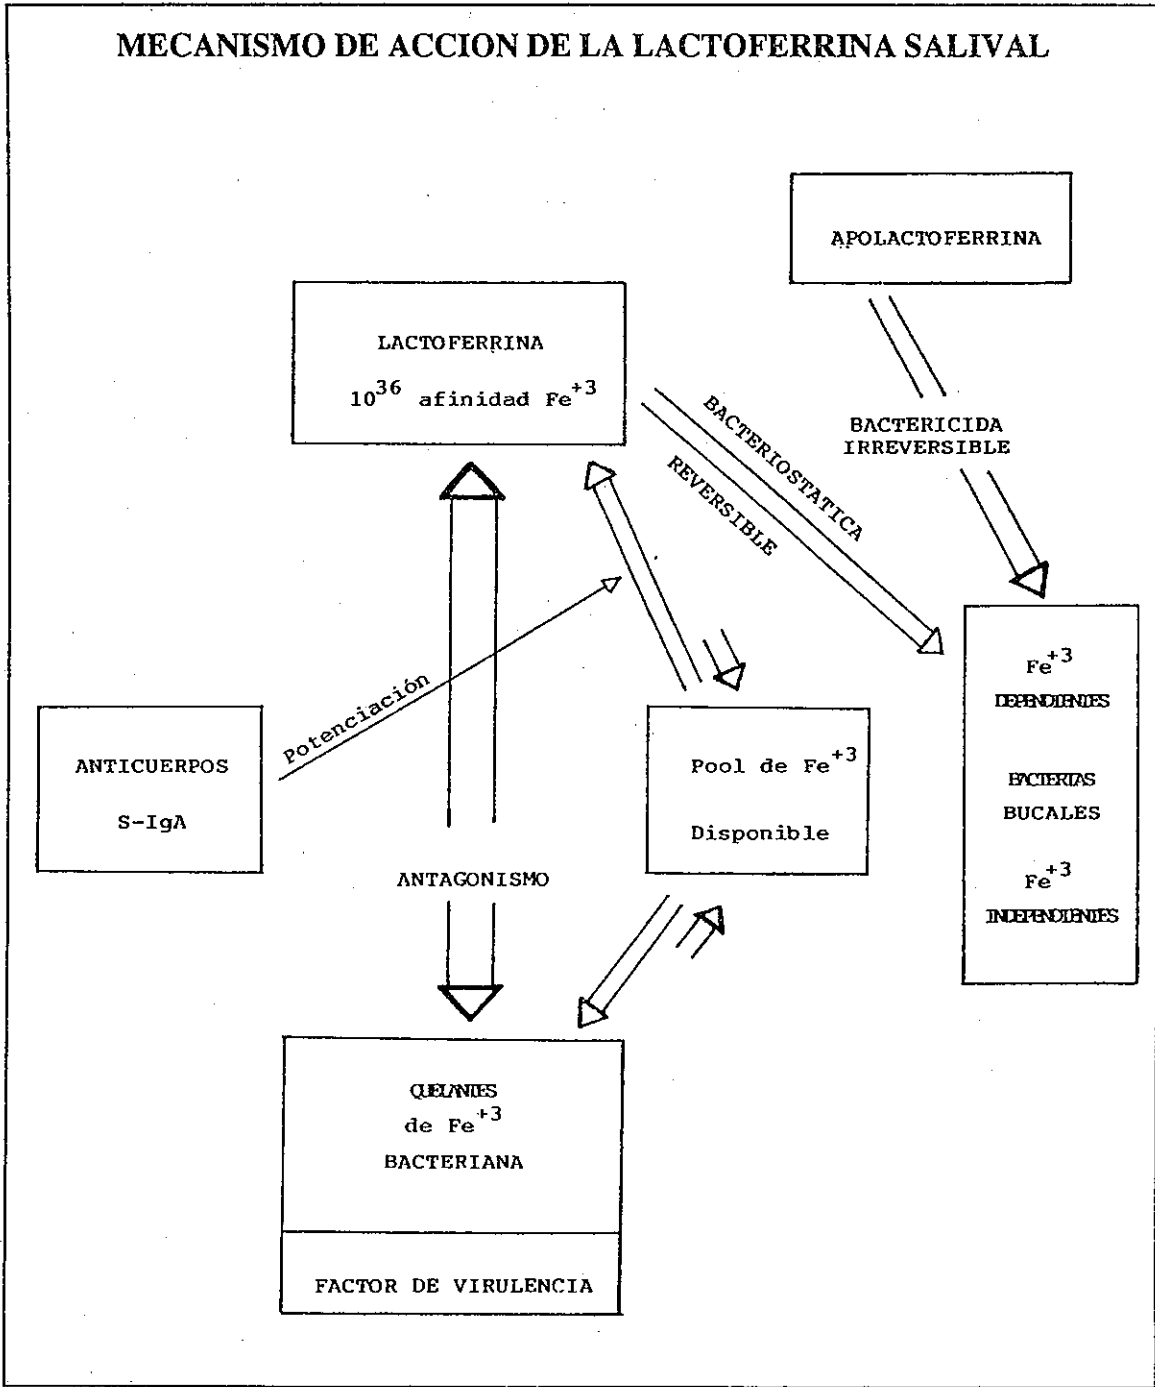 MECANISMO DE ACCION DE LA LACTOFERRINA SALIVAL
APOLACTOFERRINA
LACTOFERRINA
10^36 afinidad Fe^+3
BACTERICIDA
IRREVERSIBLE
BACTERIOSTATICA
REVERSIBLE
Potenciación
ANTICUERPOS
S-IgA
Pool de Fe^+3
Disponible
Fe^+3
DEPENDIENTES
BACTERIAS
BUCALES
Fe^+3
INDEPENDIENTES
ANTAGONISMO
QUELANTES
de Fe^+3
BACTERIANA
FACTOR DE VIRULENCIA